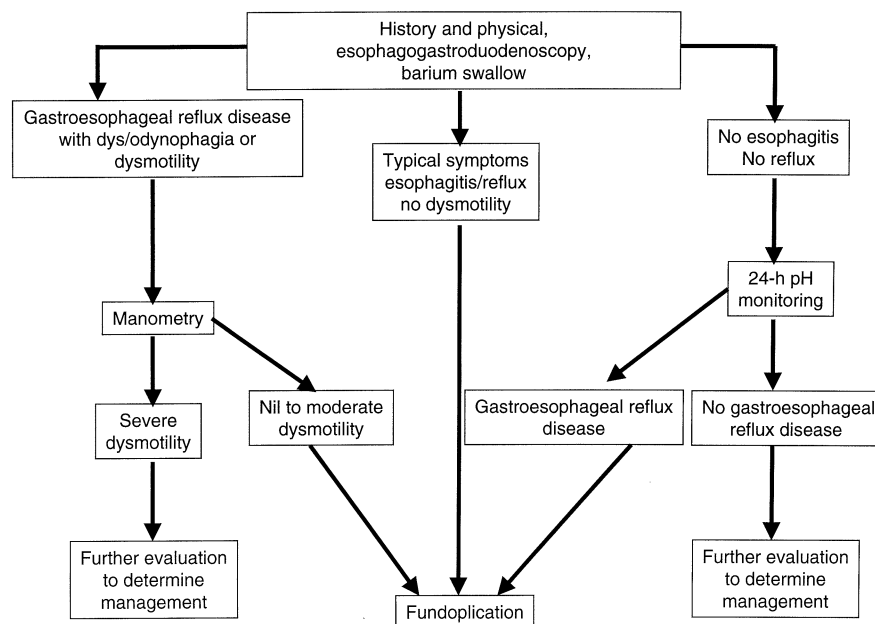 History and physical,
esophagogastroduodenoscopy,
barium swallow
Gastroesophageal reflux disease
with dys/odynophagia or
dysmotility
Typical symptoms
esophagitis/reflux
no dysmotility
No esophagitis
No reflux
24-h pH
monitoring
Manometry
Severe
dysmotility
Nil to moderate
dysmotility
Gastroesophageal reflux
disease
No gastroesophageal
reflux disease
Further evaluation
to determine
management
Fundoplication
Further evaluation
to determine
management